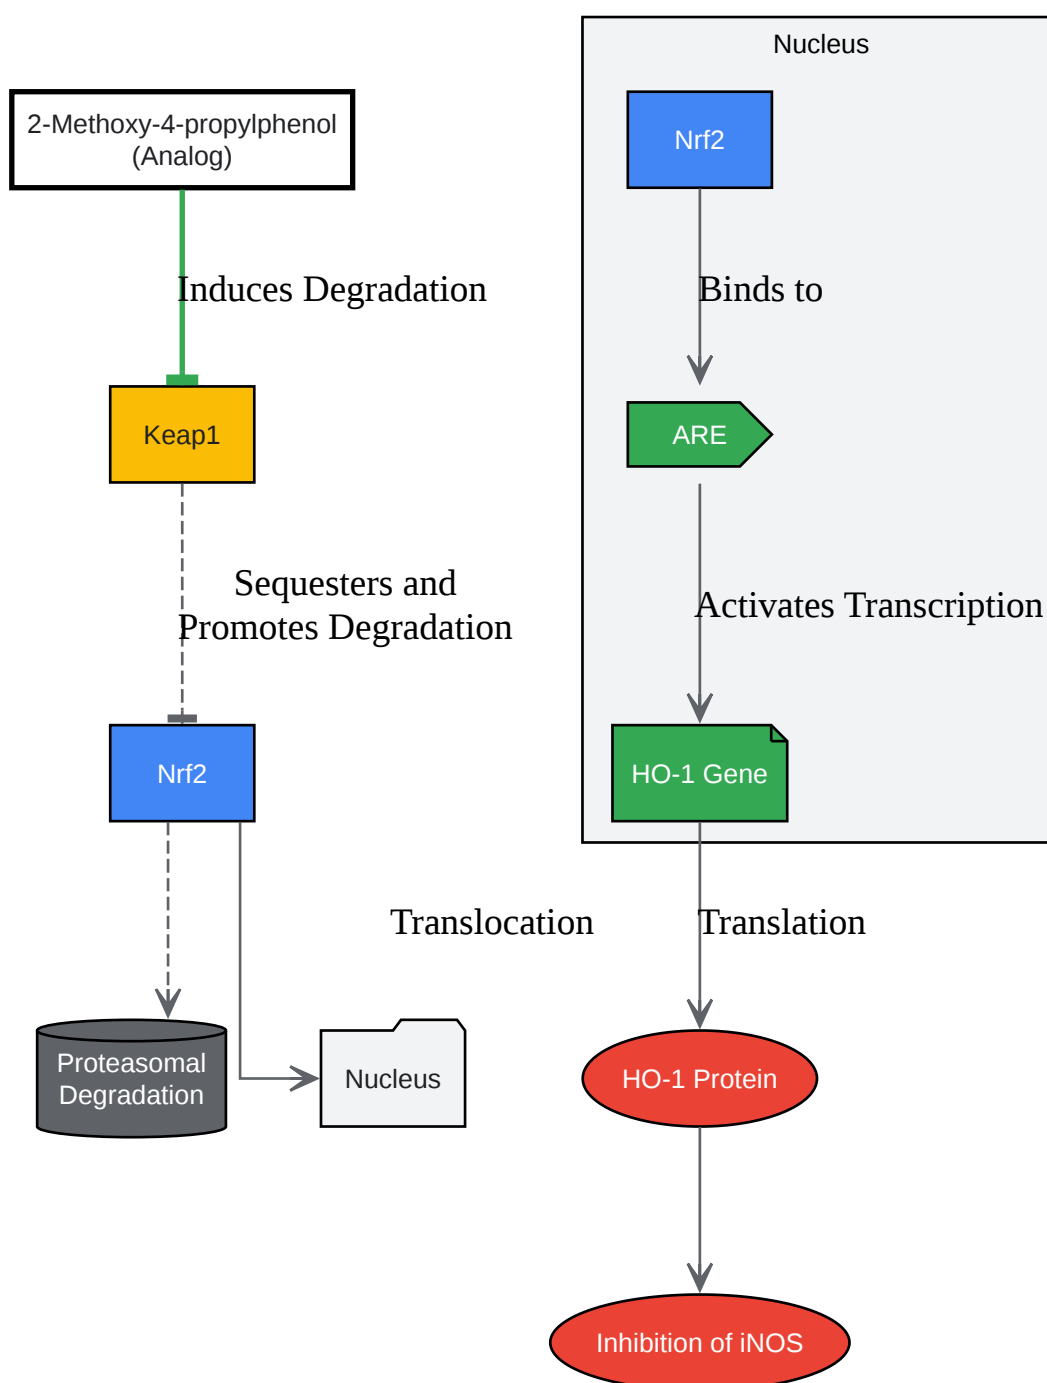 2-Methoxy-4-propylphenol
(Analog)
Induces Degradation
Keap1
Sequesters and
Promotes Degradation
Nrf2
Translocation
Proteasomal
Degradation
Nucleus
Nucleus
Nrf2
Binds to
ARE
Activates Transcription
HO-1 Gene
Translation
HO-1 Protein
Inhibition of iNOS